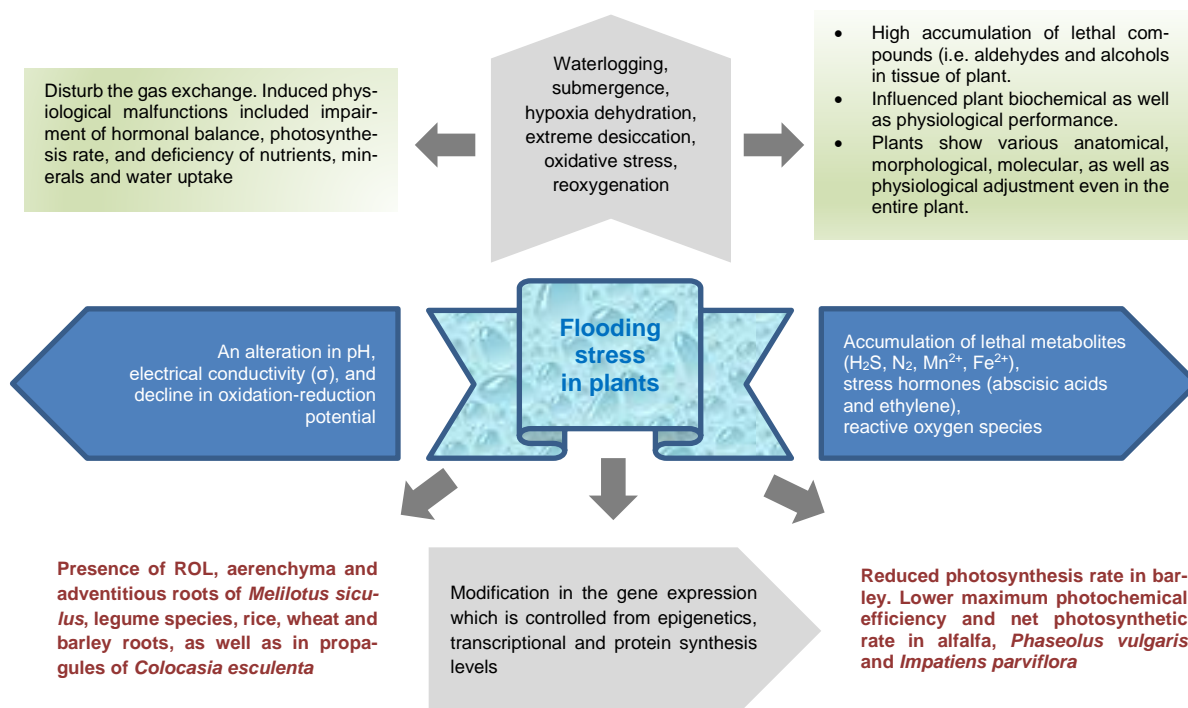 Disturb the gas exchange. Induced phys-
iological malfunctions included impair-
ment of hormonal balance, photosynthe-
sis rate, and deficiency of nutrients, min-
erals and water uptake
Waterlogging,
submergence,
hypoxia dehydration,
extreme desiccation,
oxidative stress,
reoxygenation
• High accumulation of lethal com-
pounds (i.e. aldehydes and alcohols
in tissue of plant.
• Influenced plant biochemical as well
as physiological performance.
• Plants show various anatomical,
morphological, molecular, as well as
physiological adjustment even in the
entire plant.
An alteration in pH,
electrical conductivity (σ), and
decline in oxidation-reduction
potential
Flooding
stress
in plants
Accumulation of lethal metabolites
(H₂S, N₂, Mn²⁺, Fe²⁺),
stress hormones (abscisic acids
and ethylene),
reactive oxygen species
Presence of ROL, aerenchyma and
adventitious roots of Melilotus sicu-
lus, legume species, rice, wheat and
barley roots, as well as in propa-
gules of Colocasia esculenta
Modification in the gene expression
which is controlled from epigenetics,
transcriptional and protein synthesis
levels
Reduced photosynthesis rate in bar-
ley. Lower maximum photochemical
efficiency and net photosynthetic
rate in alfalfa, Phaseolus vulgaris
and Impatiens parviflora